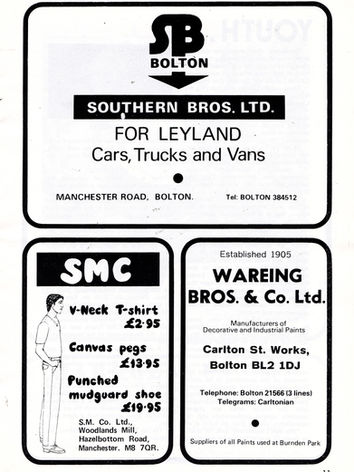 SB
BOLTON
SOUTHERN BROS. LTD.
FOR LEYLAND
Cars, Trucks and Vans
MANCHESTER ROAD, BOLTON. Tel: BOLTON 384512
SMC
V-Neck T-shirt
£2·95
Canvas pegs
£13·95
Punched
mudguard shoe
£19·95
S.M. Co. Ltd.,
Woodlands Mill,
Hazelbottom Road,
Manchester. M8 7QR.
Established 1905
WAREING
BROS. & Co. Ltd.
Manufacturers of
Decorative and Industrial Paints
Carlton St. Works,
Bolton BL2 1DJ
Telephone: Bolton 21566 (3 lines)
Telegrams: Carltonian
Suppliers of all Paints used at Burnden Park